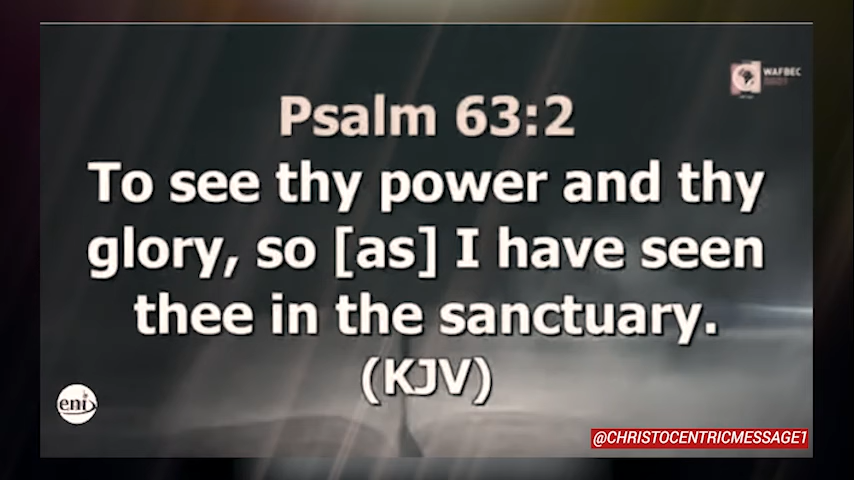 WAFBEC
Psalm 63:2
To see thy power and thy
glory, so [as] I have seen
thee in the sanctuary.
(KJV)
eni
@CHRISTOCENTRICMESSAGE1